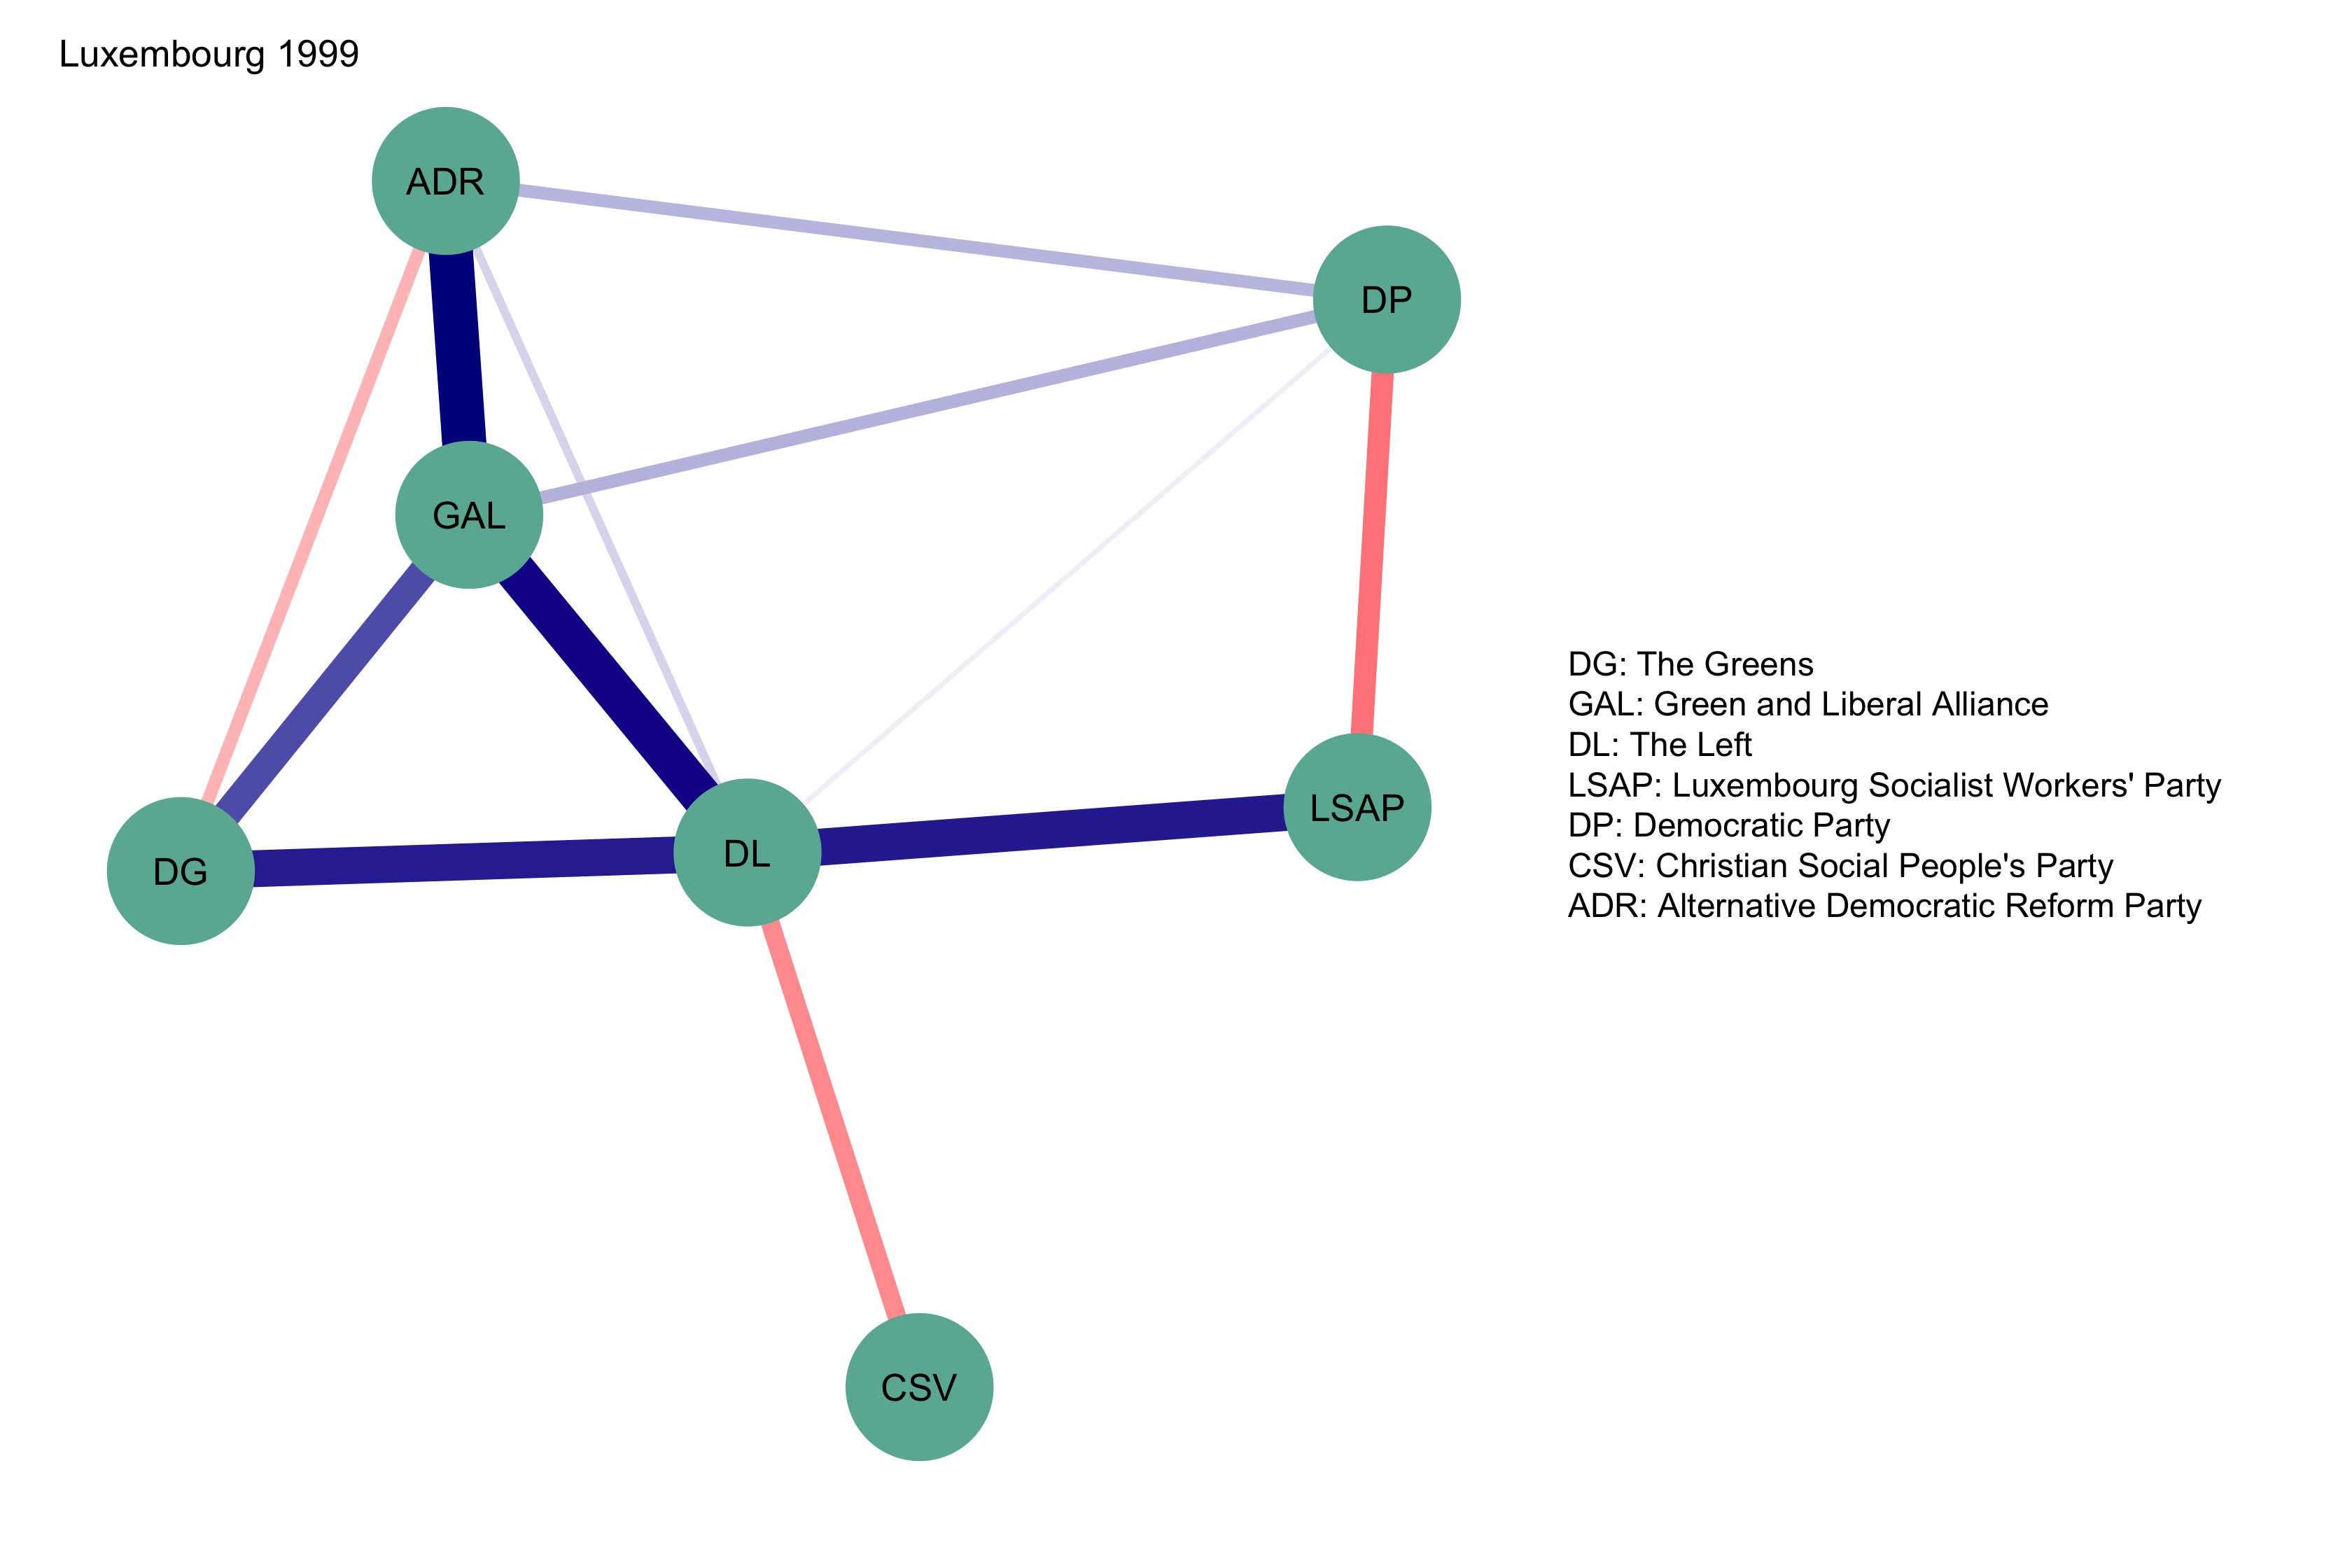 Luxembourg 1999
ADR
DP
GAL
DG: The Greens
GAL: Green and Liberal Alliance
DL: The Left
LSAP: Luxembourg Socialist Workers' Party
DP: Democratic Party
CSV: Christian Social People's Party
ADR: Alternative Democratic Reform Party
LSAP
DL
DG
CSV